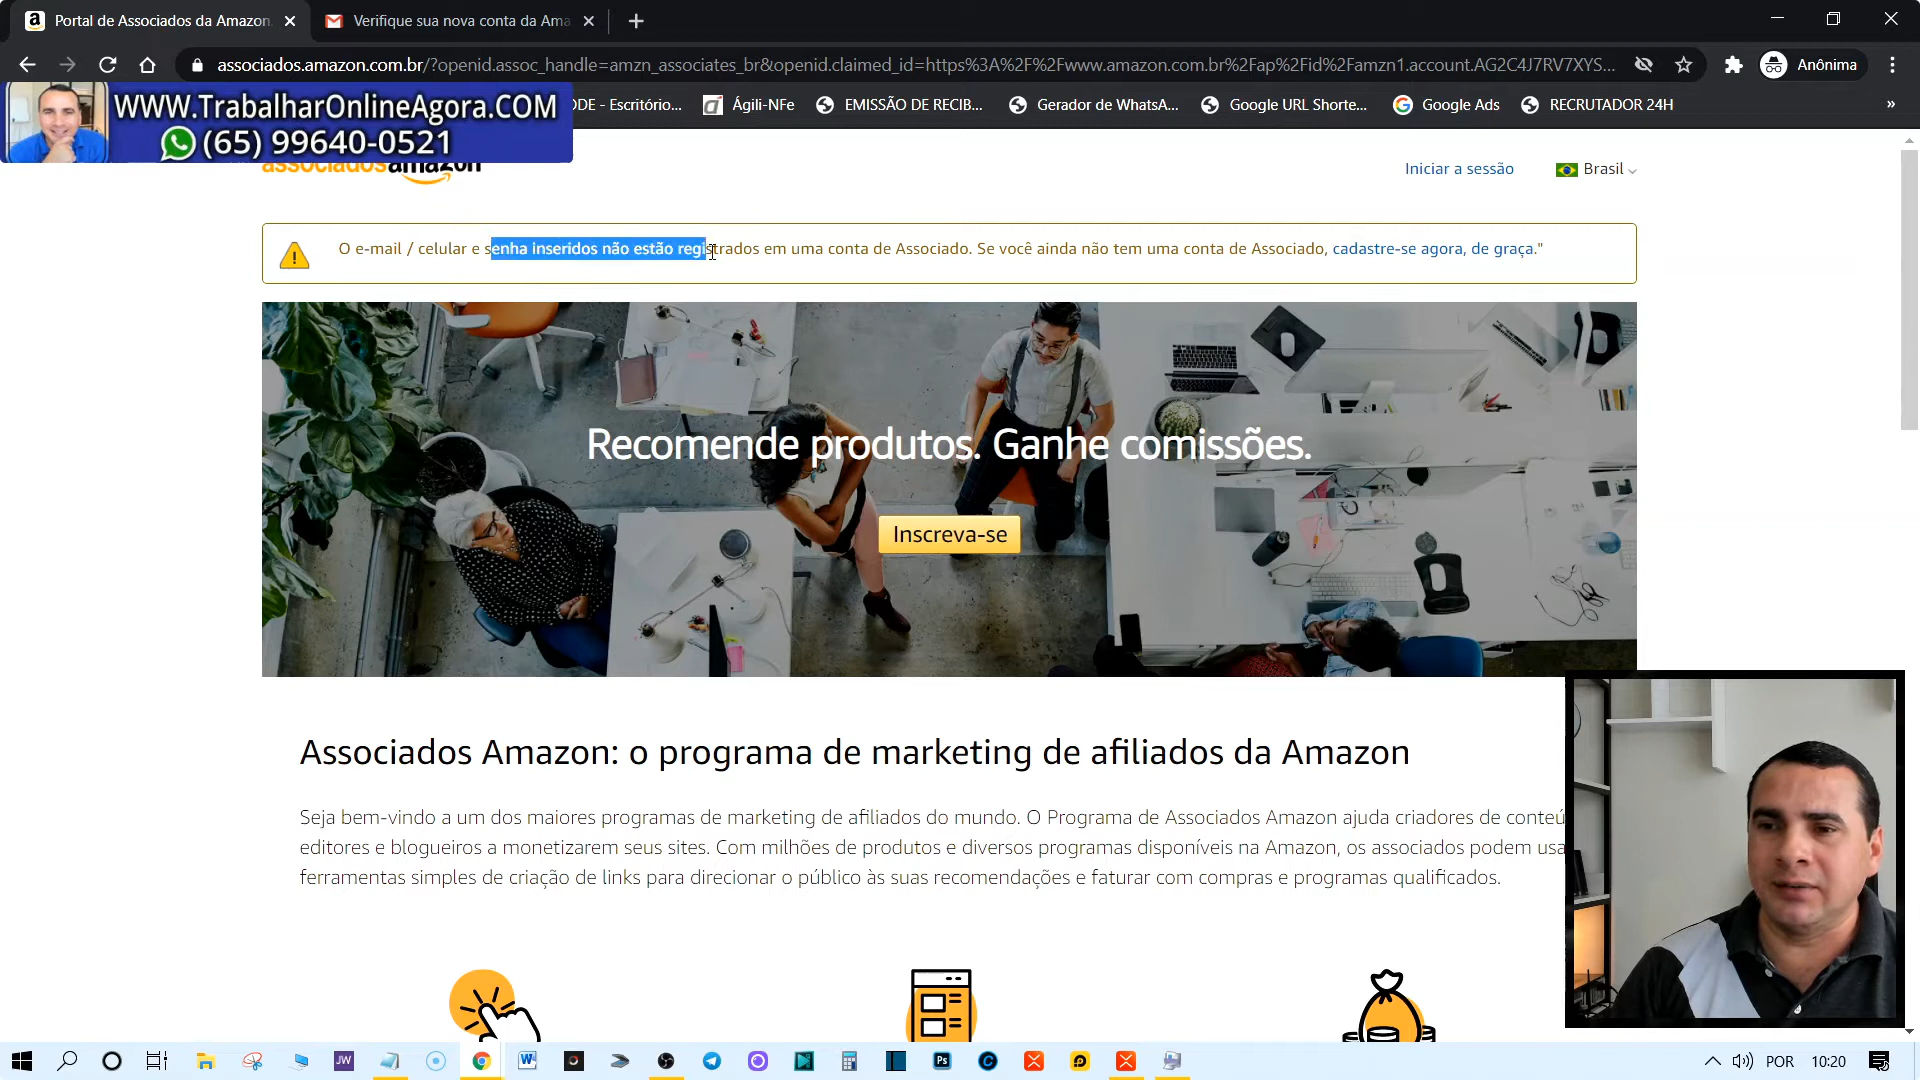 Portal de Associados da Amazon
Verifique sua nova conta da Ama
associados.amazon.com.br/?openid.assoc_handle=amzn_associates_br&openid.claimed_id=https%3A%2F%2Fwww.amazon.com.br%2Fap%2Fid%2Famzn1.account.AG2C4J7RV7XYS...
Anônima
WWW.TrabalharOnlineAgora.COM
(65) 99640-0521
ODE - Escritório...
Ágili-NFe
EMISSÃO DE RECIB...
Gerador de WhatsA...
Google URL Shorte...
Google Ads
RECRUTADOR 24H
»
associadosamazon
Iniciar a sessão
Brasil
O e-mail / celular e senha inseridos não estão registrados em uma conta de Associado. Se você ainda não tem uma conta de Associado, cadastre-se agora, de graça."
Recomende produtos. Ganhe comissões.
Inscreva-se
Associados Amazon: o programa de marketing de afiliados da Amazon
Seja bem-vindo a um dos maiores programas de marketing de afiliados do mundo. O Programa de Associados Amazon ajuda criadores de conteú
editores e blogueiros a monetizarem seus sites. Com milhões de produtos e diversos programas disponíveis na Amazon, os associados podem usa
ferramentas simples de criação de links para direcionar o público às suas recomendações e faturar com compras e programas qualificados.
JW
Ps
POR
10:20